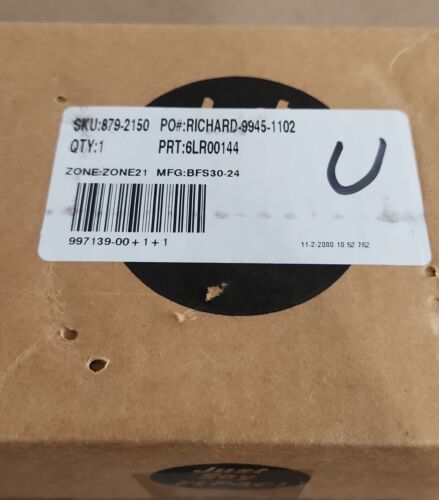 SKU:879-2150 PO#:RICHARD-9945-1102
QTY:1 PRT:6LR00144
ZONE:ZONE21 MFG:BFS30-24
U
997139-00+1+1
11-2-2000 10:52 762
Just